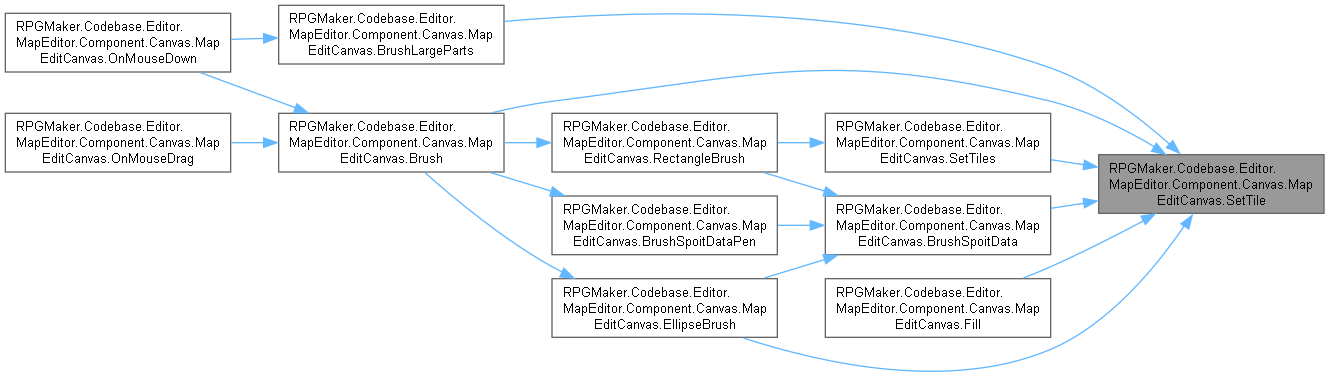 RPGMaker.Codebase.Editor.
MapEditor.Component.Canvas.Map
EditCanvas.OnMouseDown
RPGMaker.Codebase.Editor.
MapEditor.Component.Canvas.Map
EditCanvas.BrushLargeParts
RPGMaker.Codebase.Editor.
MapEditor.Component.Canvas.Map
EditCanvas.OnMouseDrag
RPGMaker.Codebase.Editor.
MapEditor.Component.Canvas.Map
EditCanvas.Brush
RPGMaker.Codebase.Editor.
MapEditor.Component.Canvas.Map
EditCanvas.RectangleBrush
RPGMaker.Codebase.Editor.
MapEditor.Component.Canvas.Map
EditCanvas.SetTiles
RPGMaker.Codebase.Editor.
MapEditor.Component.Canvas.Map
EditCanvas.SetTile
RPGMaker.Codebase.Editor.
MapEditor.Component.Canvas.Map
EditCanvas.BrushSpoitDataPen
RPGMaker.Codebase.Editor.
MapEditor.Component.Canvas.Map
EditCanvas.BrushSpoitData
RPGMaker.Codebase.Editor.
MapEditor.Component.Canvas.Map
EditCanvas.EllipseBrush
RPGMaker.Codebase.Editor.
MapEditor.Component.Canvas.Map
EditCanvas.Fill